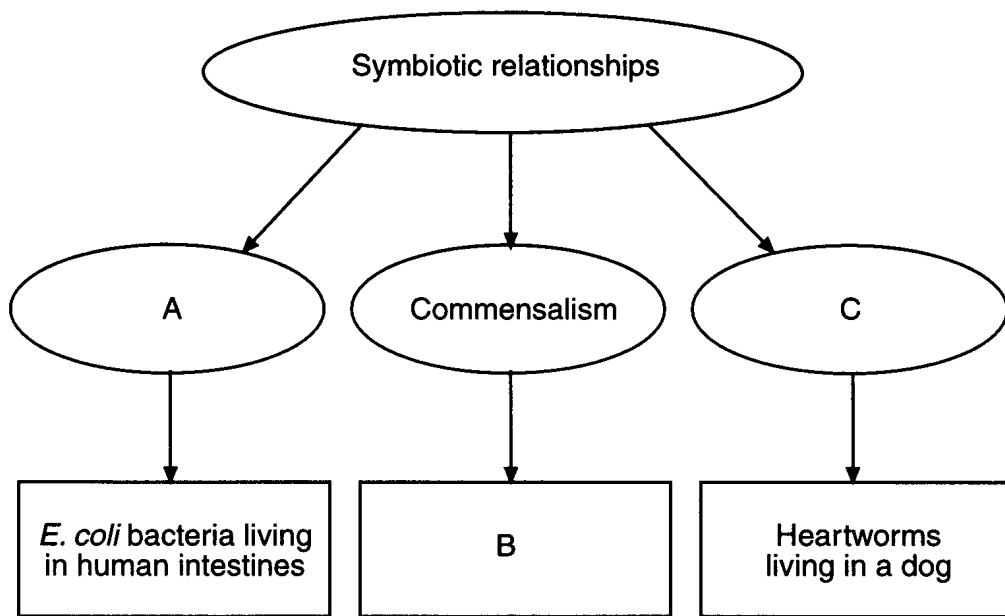 Symbiotic relationships
A
Commensalism
C
E. coli bacteria living
in human intestines
B
Heartworms
living in a dog